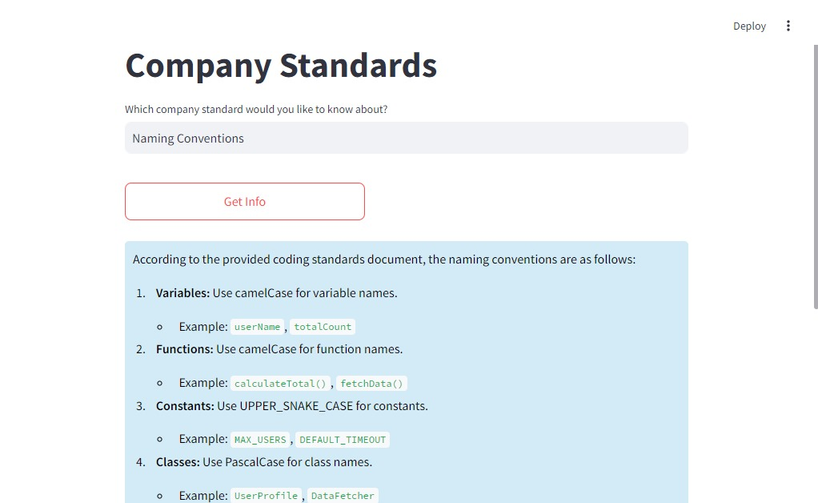 Deploy
Company Standards
Which company standard would you like to know about?
Naming Conventions
Get Info
According to the provided coding standards document, the naming conventions are as follows:
1. Variables: Use camelCase for variable names.
Example: userName , totalCount
2. Functions: Use camelCase for function names.
Example: calculateTotal() , fetchData()
3. Constants: Use UPPER_SNAKE_CASE for constants.
Example: MAX_USERS , DEFAULT_TIMEOUT
4. Classes: Use PascalCase for class names.
Example: UserProfile , DataFetcher